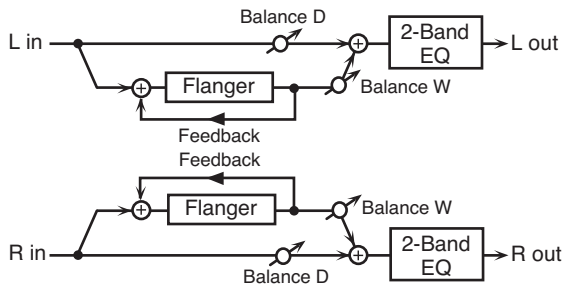 Balance D
L in
2-Band
EQ
L out
Flanger
Balance W
Feedback
Feedback
Flanger
Balance W
R in
2-Band
EQ
R out
Balance D